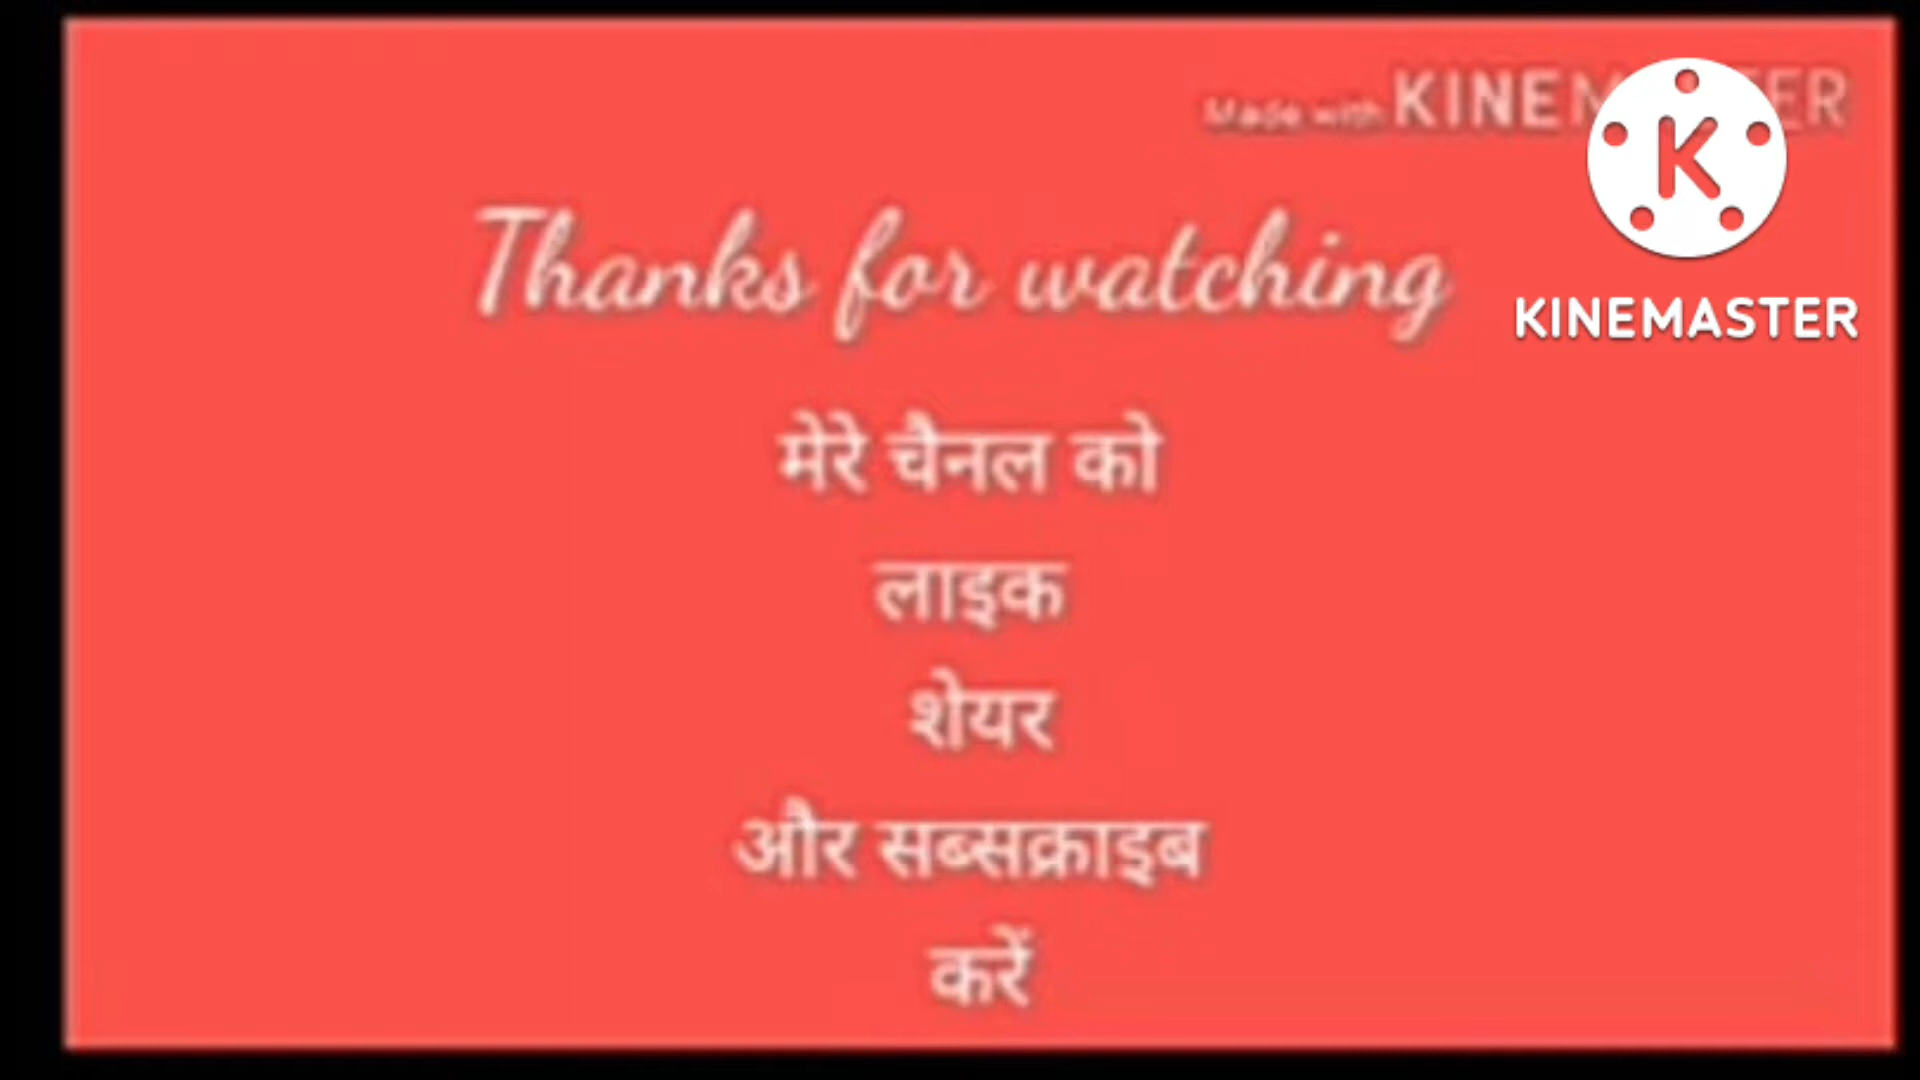 Made with KINEMASTER
KINEMASTER
Thanks for watching
मेरे चैनल को
लाइक
शेयर
और सब्सक्राइब
करें